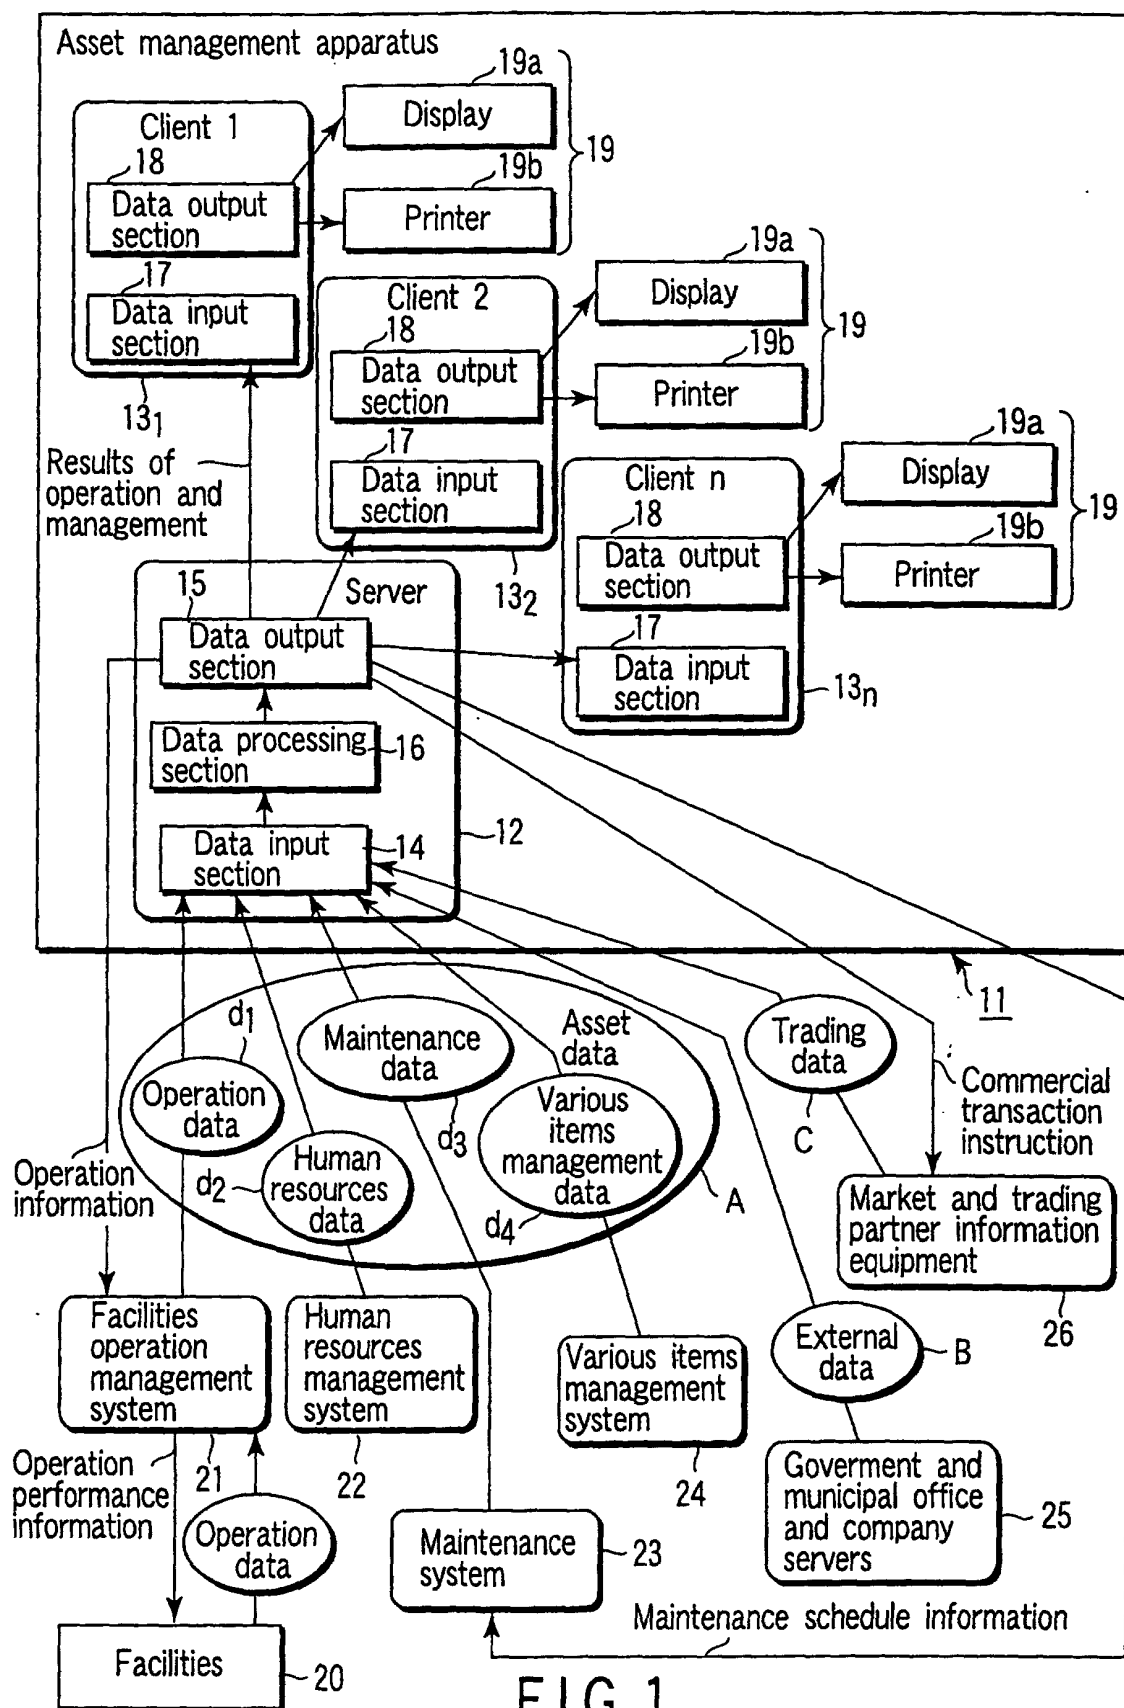 Asset management apparatus
19a
Display
19
Client 1
18
Data output
section
19b
Printer
17
Data input
section
13₁
19a
Display
19
Client 2
18
Data output
section
19b
Printer
17
Data input
section
13₂
19a
Display
19
Client n
18
Data output
section
19b
Printer
17
Data input
section
13ₙ
Results of
operation and
management
15
Server
Data output
section
Data processing
section
16
12
Data input
section
14
11
d₁
Operation
data
Maintenance
data
d₃
Asset
data
Various
items
management
data
d₄
Human
resources
data
d₂
A
Trading
data
C
Commercial
transaction
instruction
Operation
information
Market and trading
partner information
equipment
26
Facilities
operation
management
system
21
Human
resources
management
system
22
Various items
management
system
24
External
data
B
Operation
performance
information
Operation
data
Maintenance
system
23
Goverment and
municipal office
and company
servers
25
Maintenance schedule information
Facilities
20
FIG.1